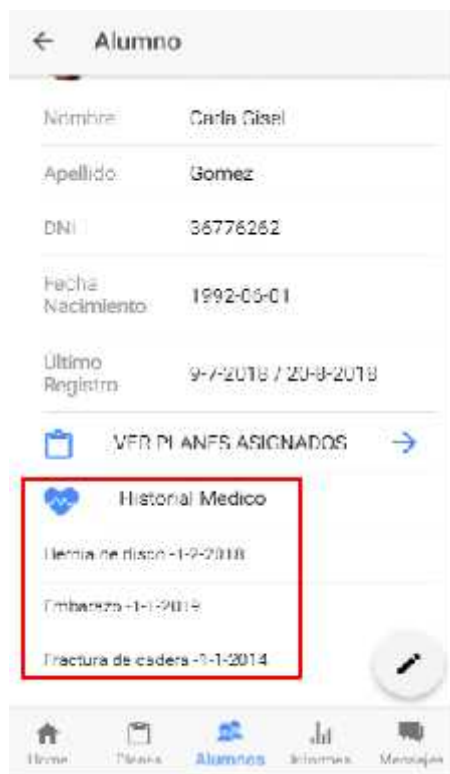 ← Alumno
Nombre Carla Gisel
Apellido Gomez
DNI 36776262
Fecha
Nacimiento 1992-06-01
Último
Registro 9-7-2018 / 20-8-2018
VER PLANES ASIGNADOS →
Historial Medico
Hernia de disco -1-2-2018
Embarazo -1-1-2019
Fractura de cadera -1-1-2014
Home Planes Alumnos Informes Mensajes